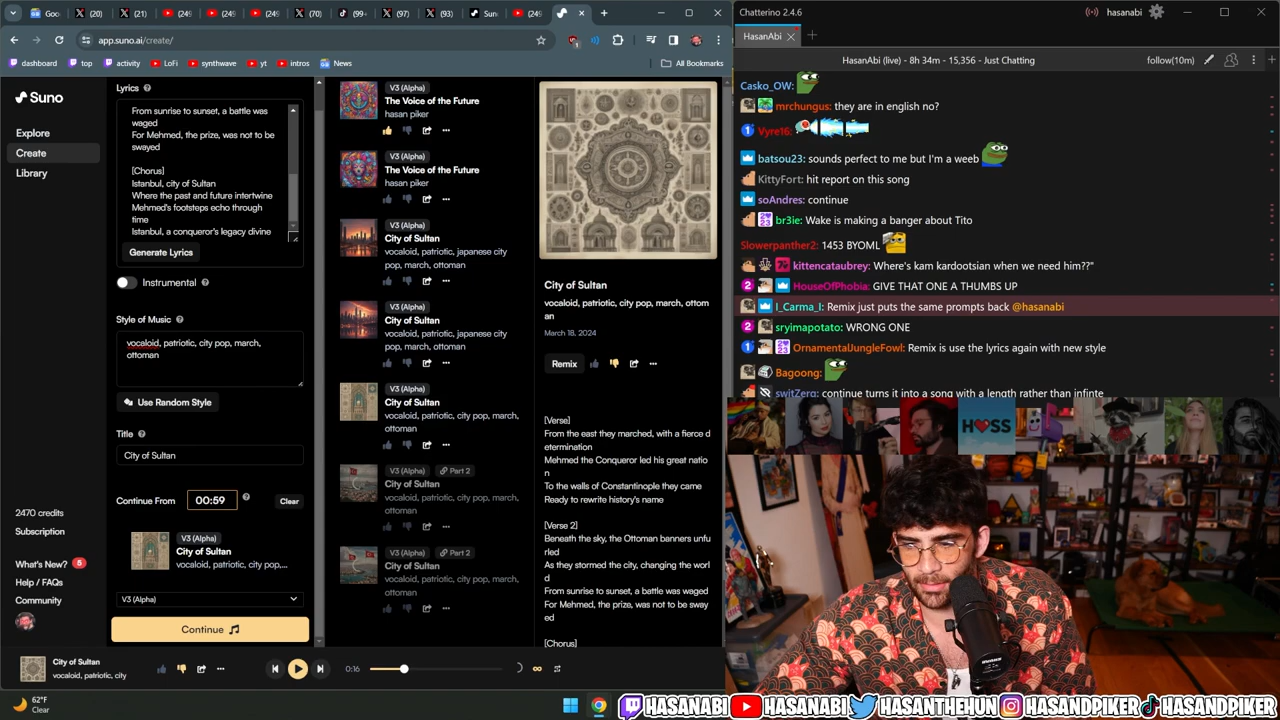 Goo
(20)
(21)
(249
(249
(249
(70)
(99+
(97)
(93)
Sun
(249
app.suno.ai/create/
dashboard
top
activity
LoFi
synthwave
yt
intros
News
All Bookmarks
Suno
Explore
Create
Library
2470 credits
Subscription
What's New?
Help / FAQs
Community
Lyrics
From sunrise to sunset, a battle was
waged
For Mehmed, the prize, was not to be
swayed
[Chorus]
Istanbul, city of Sultan
Where the past and future intertwine
Mehmed's footsteps echo through
time
Istanbul, a conqueror's legacy divine
Generate Lyrics
Instrumental
Style of Music
vocaloid, patriotic, city pop, march,
ottoman
Use Random Style
Title
City of Sultan
Continue From
00:59
Clear
V3 (Alpha)
City of Sultan
vocaloid, patriotic, city pop,...
V3 (Alpha)
Continue
V3 (Alpha)
The Voice of the Future
hasan piker
V3 (Alpha)
The Voice of the Future
hasan piker
V3 (Alpha)
City of Sultan
vocaloid, patriotic, japanese city
pop, march, ottoman
V3 (Alpha)
City of Sultan
vocaloid, patriotic, japanese city
pop, march, ottoman
V3 (Alpha)
City of Sultan
vocaloid, patriotic, city pop, march,
ottoman
V3 (Alpha) Part 2
City of Sultan
vocaloid, patriotic, city pop, march,
ottoman
V3 (Alpha) Part 2
City of Sultan
vocaloid, patriotic, city pop, march,
ottoman
City of Sultan
vocaloid, patriotic, city pop, march, ottom
an
March 18, 2024
Remix
[Verse]
From the east they marched, with a fierce d
etermination
Mehmed the Conqueror led his great natio
n
To the walls of Constantinople they came
Ready to rewrite history's name
[Verse 2]
Beneath the sky, the Ottoman banners unfu
rled
As they stormed the city, changing the worl
d
From sunrise to sunset, a battle was waged
For Mehmed, the prize, was not to be sway
ed
[Chorus]
City of Sultan
vocaloid, patriotic, city
0:16
62°F
Clear
Chatterino 2.4.6
hasanabi
HasanAbi
HasanAbi (live) - 8h 34m - 15,356 - Just Chatting
follow(10m)
Casko_OW:
mrchungus: they are in english no?
Vyre16:
batsou23: sounds perfect to me but I'm a weeb
KittyFort: hit report on this song
soAndres: continue
br3ie: Wake is making a banger about Tito
Slowerpanther2: 1453 BYOML
kittencataubrey: Where's kam kardootsian when we need him??"
HouseOfPhobia: GIVE THAT ONE A THUMBS UP
I_Carma_I: Remix just puts the same prompts back @hasanabi
sryimapotato: WRONG ONE
OrnamentalJungleFowl: Remix is use the lyrics again with new style
Bagoong:
switZerq: continue turns it into a song with a length rather than infinte
HOSS
HASANABI
HASANABI
HASANTHEHUN
HASANDPIKER
HASANDPIKER